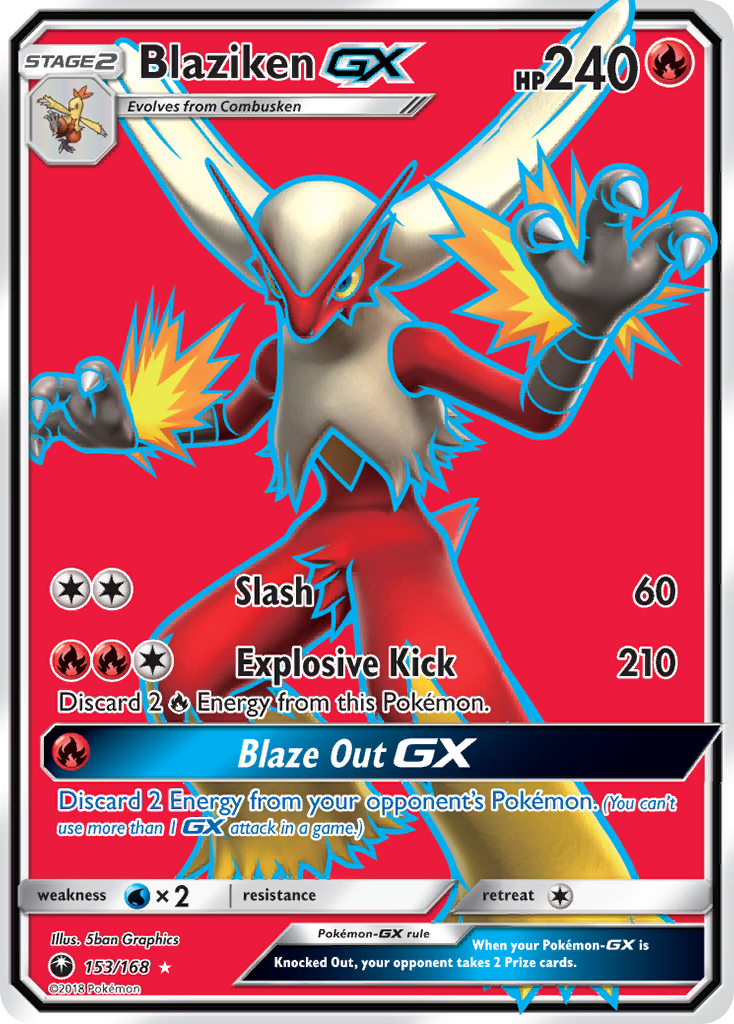 STAGE2 Blaziken GX HP240
Evolves from Combusken
Slash 60
Explosive Kick 210
Discard 2 Energy from this Pokémon.
Blaze Out GX
Discard 2 Energy from your opponent's Pokémon. (You can't
use more than 1 GX attack in a game.)
weakness ×2 resistance retreat
Illus. 5ban Graphics
153/168
©2018 Pokémon
Pokémon-GX rule
When your Pokémon-GX is
Knocked Out, your opponent takes 2 Prize cards.